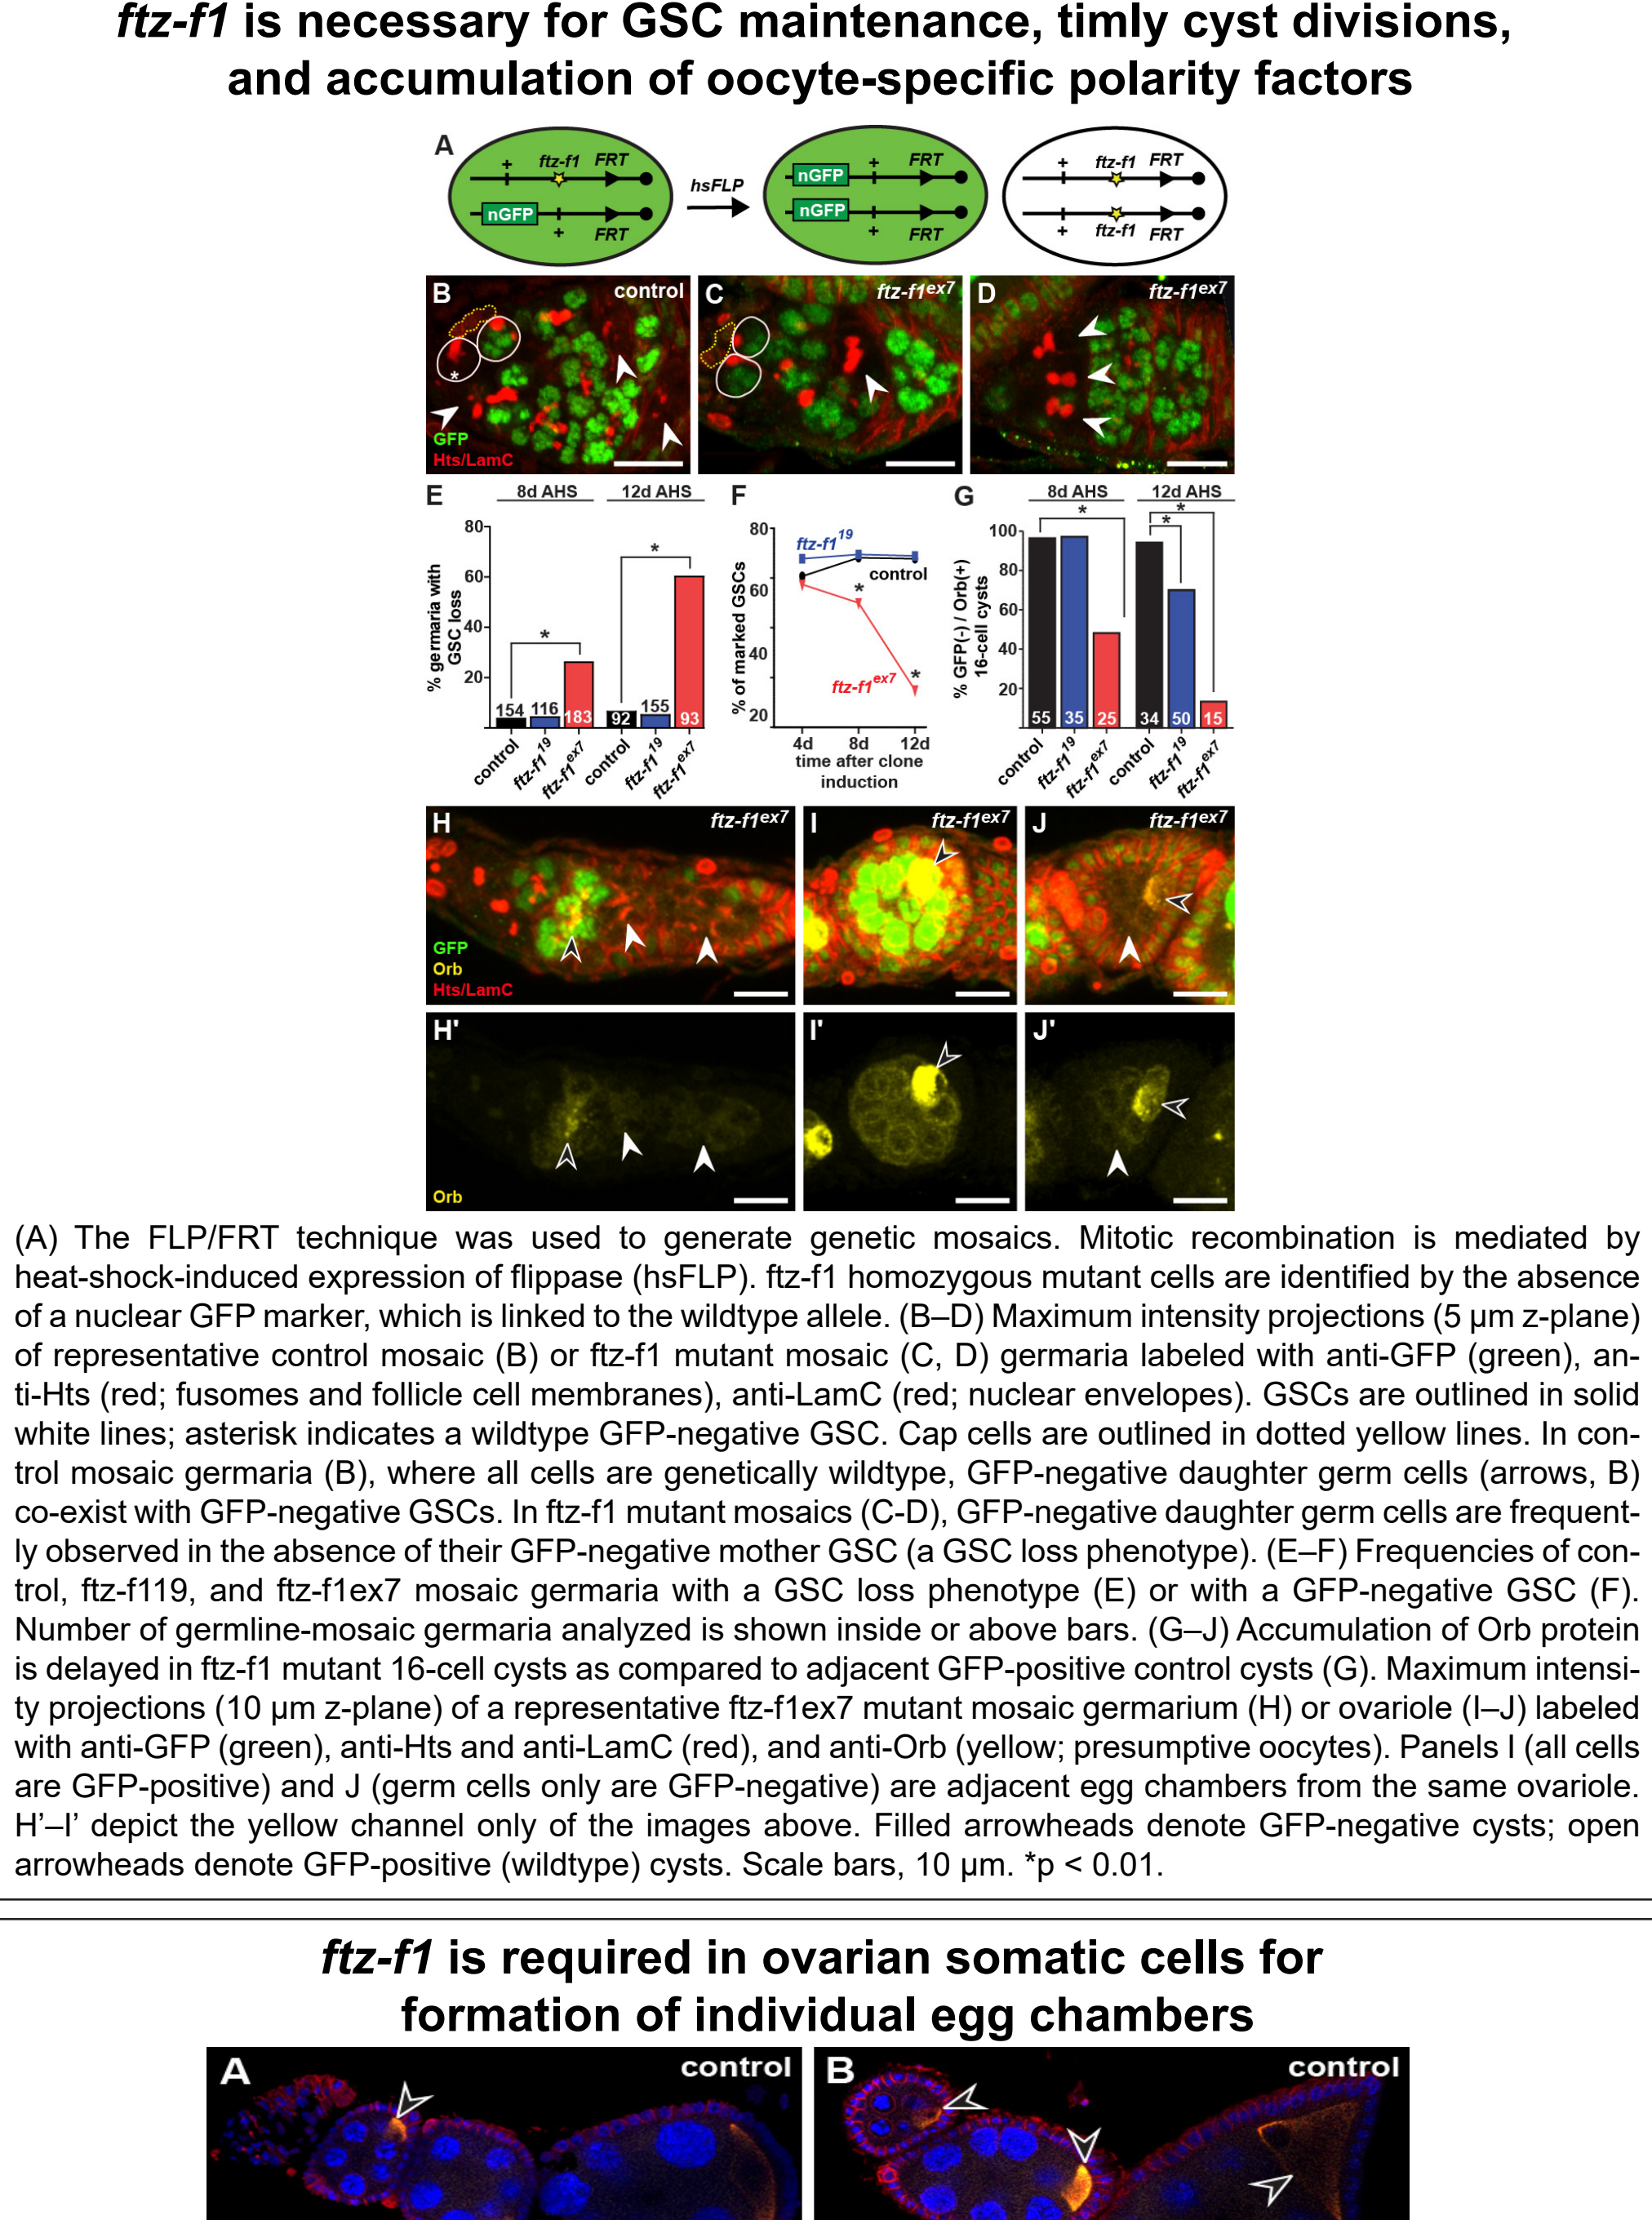 ftz-f1 is necessary for GSC maintenance, timly cyst divisions,
and accumulation of oocyte-specific polarity factors
A
+ ftz-f1 FRT
nGFP
+ FRT
hsFLP
nGFP + FRT
nGFP
+ FRT
+ ftz-f1 FRT
+ ftz-f1 FRT
B control
*
GFP
Hts/LamC
C ftz-f1ex7
D ftz-f1ex7
E
8d AHS 12d AHS
% germaria with
GSC loss
80
60
40
20
* *
154 116 183 92 155 93
control ftz-f119 ftz-f1ex7 control ftz-f119 ftz-f1ex7
F
% of marked GSCs
80
60
40
20
ftz-f119
control
*
*
ftz-f1ex7
4d 8d 12d
time after clone
induction
G
8d AHS 12d AHS
% GFP(-) / Orb(+)
16-cell cysts
100
80
60
40
20
* * *
55 35 25 34 50 15
control ftz-f119 ftz-f1ex7 control ftz-f119 ftz-f1ex7
H ftz-f1ex7
GFP
Orb
Hts/LamC
I ftz-f1ex7
J ftz-f1ex7
H'
Orb
I'
J'
(A) The FLP/FRT technique was used to generate genetic mosaics. Mitotic recombination is mediated by
heat-shock-induced expression of flippase (hsFLP). ftz-f1 homozygous mutant cells are identified by the absence
of a nuclear GFP marker, which is linked to the wildtype allele. (B–D) Maximum intensity projections (5 μm z-plane)
of representative control mosaic (B) or ftz-f1 mutant mosaic (C, D) germaria labeled with anti-GFP (green), an-
ti-Hts (red; fusomes and follicle cell membranes), anti-LamC (red; nuclear envelopes). GSCs are outlined in solid
white lines; asterisk indicates a wildtype GFP-negative GSC. Cap cells are outlined in dotted yellow lines. In con-
trol mosaic germaria (B), where all cells are genetically wildtype, GFP-negative daughter germ cells (arrows, B)
co-exist with GFP-negative GSCs. In ftz-f1 mutant mosaics (C-D), GFP-negative daughter germ cells are frequent-
ly observed in the absence of their GFP-negative mother GSC (a GSC loss phenotype). (E–F) Frequencies of con-
trol, ftz-f119, and ftz-f1ex7 mosaic germaria with a GSC loss phenotype (E) or with a GFP-negative GSC (F).
Number of germline-mosaic germaria analyzed is shown inside or above bars. (G–J) Accumulation of Orb protein
is delayed in ftz-f1 mutant 16-cell cysts as compared to adjacent GFP-positive control cysts (G). Maximum intensi-
ty projections (10 μm z-plane) of a representative ftz-f1ex7 mutant mosaic germarium (H) or ovariole (I–J) labeled
with anti-GFP (green), anti-Hts and anti-LamC (red), and anti-Orb (yellow; presumptive oocytes). Panels I (all cells
are GFP-positive) and J (germ cells only are GFP-negative) are adjacent egg chambers from the same ovariole.
H’–I’ depict the yellow channel only of the images above. Filled arrowheads denote GFP-negative cysts; open
arrowheads denote GFP-positive (wildtype) cysts. Scale bars, 10 μm. *p < 0.01.
ftz-f1 is required in ovarian somatic cells for
formation of individual egg chambers
A control
B control